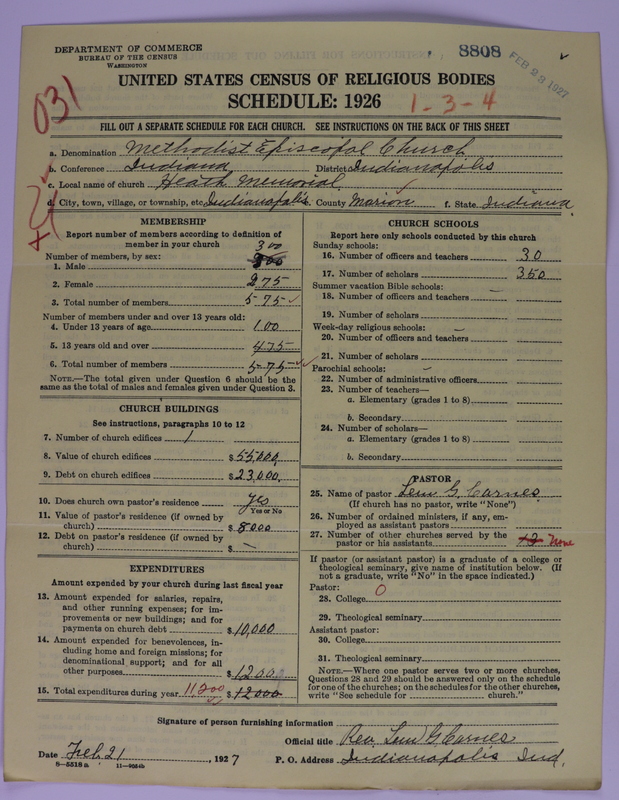 DEPARTMENT OF COMMERCE
BUREAU OF THE CENSUS
WASHINGTON
8808
FEB 23 1927
031
UNITED STATES CENSUS OF RELIGIOUS BODIES
SCHEDULE: 1926
1-3-4
FILL OUT A SEPARATE SCHEDULE FOR EACH CHURCH. SEE INSTRUCTIONS ON THE BACK OF THIS SHEET
a. Denomination Methodist Episcopal Church
b. Conference Indiana District Indianapolis
c. Local name of church Heath Memorial
d. City, town, village, or township, etc. Indianapolis e. County Marion f. State Indiana
MEMBERSHIP
Report number of members according to definition of
member in your church
Number of members, by sex: 300
1. Male
2. Female 275
3. Total number of members 575
Number of members under and over 13 years old:
4. Under 13 years of age 100
5. 13 years old and over 475
6. Total number of members 575
NOTE.—The total given under Question 6 should be the
same as the total of males and females given under Question 3.
CHURCH BUILDINGS
See instructions, paragraphs 10 to 12
7. Number of church edifices 1
8. Value of church edifices $55,000
9. Debt on church edifices $23,000
10. Does church own pastor's residence yes
Yes or No
11. Value of pastor's residence (if owned by
church) $8000
12. Debt on pastor's residence (if owned by
church) $ —
EXPENDITURES
Amount expended by your church during last fiscal year
13. Amount expended for salaries, repairs,
and other running expenses; for im-
provements or new buildings; and for
payments on church debt $10,000
14. Amount expended for benevolences, in-
cluding home and foreign missions; for
denominational support; and for all
other purposes $1200
15. Total expenditures during year 11,200 $12000
CHURCH SCHOOLS
Report here only schools conducted by this church
Sunday schools:
16. Number of officers and teachers 30
17. Number of scholars 350
Summer vacation Bible schools: —
18. Number of officers and teachers
19. Number of scholars
Week-day religious schools: —
20. Number of officers and teachers
21. Number of scholars
Parochial schools: —
22. Number of administrative officers
23. Number of teachers—
a. Elementary (grades 1 to 8)
b. Secondary
24. Number of scholars—
a. Elementary (grades 1 to 8)
b. Secondary
PASTOR
25. Name of pastor Lew G. Carnes
(If church has no pastor, write "None")
26. Number of ordained ministers, if any, em-
ployed as assistant pastors
27. Number of other churches served by the
pastor or his assistants None
If pastor (or assistant pastor) is a graduate of a college or
theological seminary, give name of institution below. (If
not a graduate, write "No" in the space indicated.)
Pastor: 0
28. College
29. Theological seminary
Assistant pastor:
30. College
31. Theological seminary
NOTE.—Where one pastor serves two or more churches,
Questions 28 and 29 should be answered only on the schedule
for one of the churches; on the schedules for the other churches,
write "See schedule for church."
Signature of person furnishing information
Official title Rev. Lew G. Carnes
Date Feb. 21, 1927 P. O. Address Indianapolis Ind.